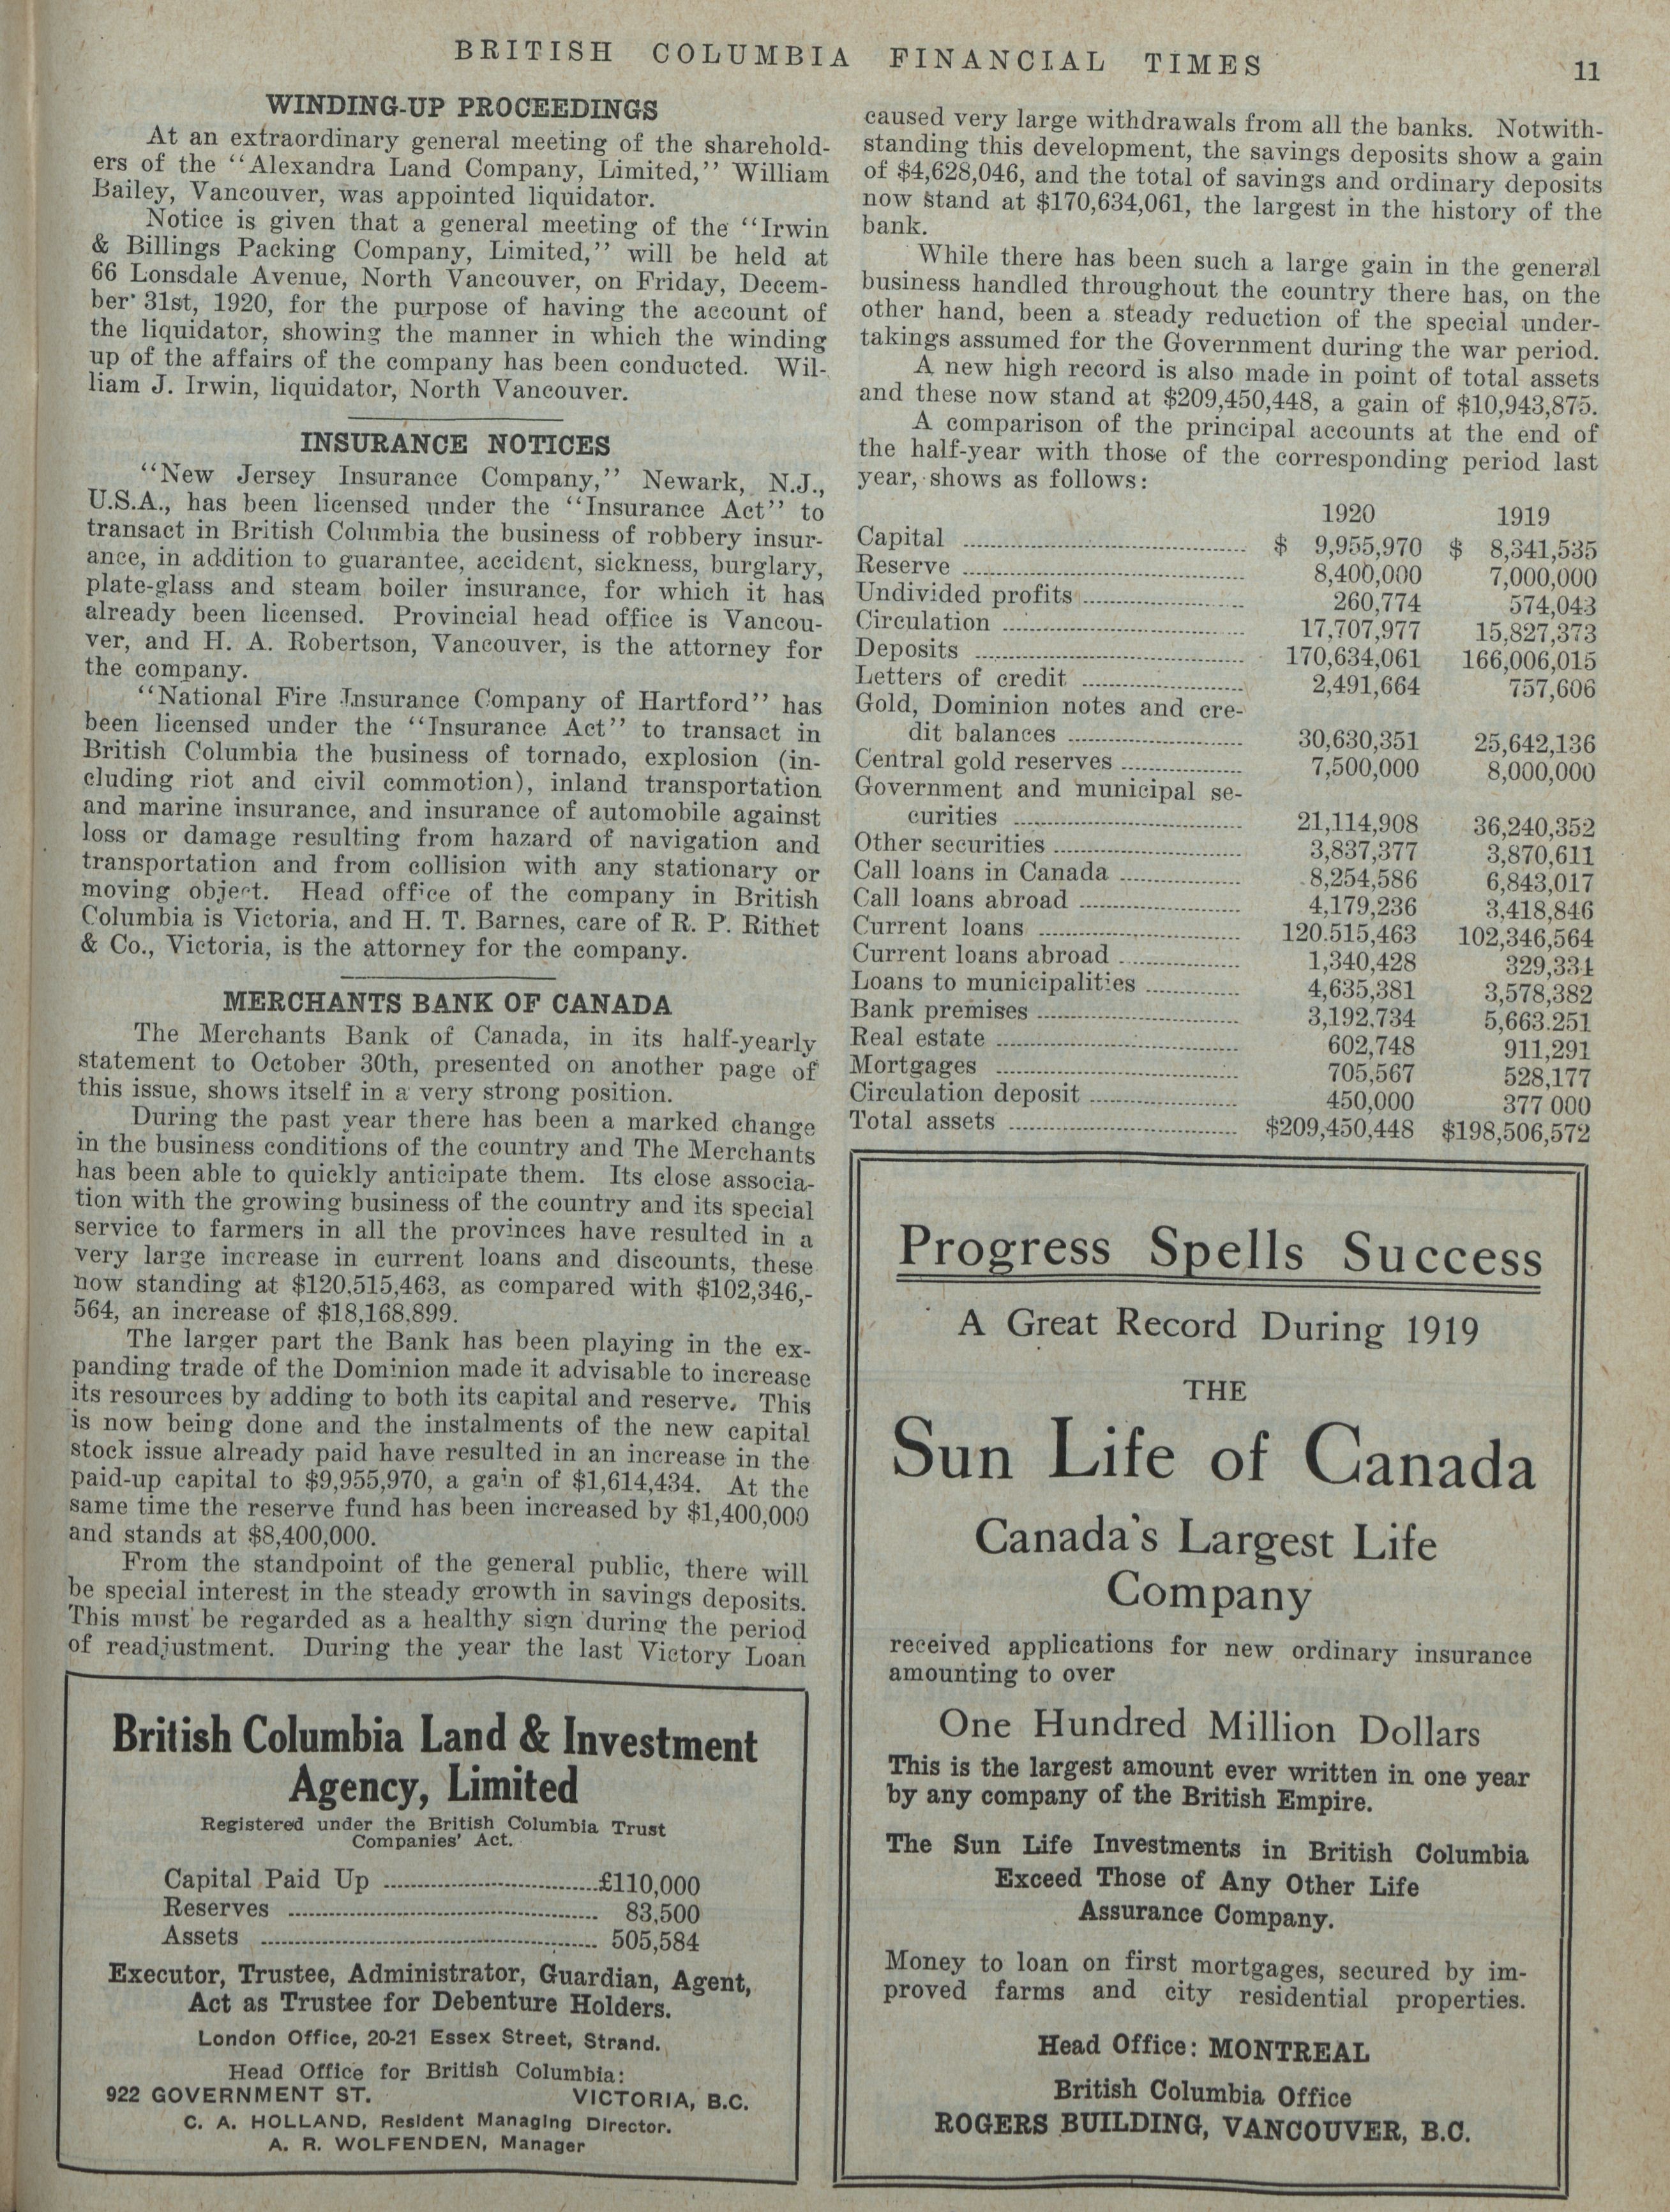 BRITISH COLUMBIA FINANCIAL TIMES 11
WINDING-UP PROCEEDINGS
At an extraordinary general meeting of the sharehold-
ers of the "Alexandra Land Company, Limited," William
Bailey, Vancouver, was appointed liquidator.
Notice is given that a general meeting of the "Irwin
& Billings Packing Company, Limited," will be held at
66 Lonsdale Avenue, North Vancouver, on Friday, Decem-
ber 31st, 1920, for the purpose of having the account of
the liquidator, showing the manner in which the winding
up of the affairs of the company has been conducted. Wil-
liam J. Irwin, liquidator, North Vancouver.
INSURANCE NOTICES
"New Jersey Insurance Company," Newark, N.J.,
U.S.A., has been licensed under the "Insurance Act" to
transact in British Columbia the business of robbery insur-
ance, in addition to guarantee, accident, sickness, burglary,
plate-glass and steam boiler insurance, for which it has
already been licensed. Provincial head office is Vancou-
ver, and H. A. Robertson, Vancouver, is the attorney for
the company.
"National Fire Insurance Company of Hartford" has
been licensed under the "Insurance Act" to transact in
British Columbia the business of tornado, explosion (in-
cluding riot and civil commotion), inland transportation
and marine insurance, and insurance of automobile against
loss or damage resulting from hazard of navigation and
transportation and from collision with any stationary or
moving object. Head office of the company in British
Columbia is Victoria, and H. T. Barnes, care of R. P. Rithet
& Co., Victoria, is the attorney for the company.
MERCHANTS BANK OF CANADA
The Merchants Bank of Canada, in its half-yearly
statement to October 30th, presented on another page of
this issue, shows itself in a very strong position.
During the past year there has been a marked change
in the business conditions of the country and The Merchants
has been able to quickly anticipate them. Its close associa-
tion with the growing business of the country and its special
service to farmers in all the provinces have resulted in a
very large increase in current loans and discounts, these
now standing at $120,515,463, as compared with $102,346,-
564, an increase of $18,168,899.
The larger part the Bank has been playing in the ex-
panding trade of the Dominion made it advisable to increase
its resources by adding to both its capital and reserve. This
is now being done and the instalments of the new capital
stock issue already paid have resulted in an increase in the
paid-up capital to $9,955,970, a gain of $1,614,434. At the
same time the reserve fund has been increased by $1,400,000
and stands at $8,400,000.
From the standpoint of the general public, there will
be special interest in the steady growth in savings deposits.
This must be regarded as a healthy sign during the period
of readjustment. During the year the last Victory Loan
caused very large withdrawals from all the banks. Notwith-
standing this development, the savings deposits show a gain
of $4,628,046, and the total of savings and ordinary deposits
now stand at $170,634,061, the largest in the history of the
bank.
While there has been such a large gain in the general
business handled throughout the country there has, on the
other hand, been a steady reduction of the special under-
takings assumed for the Government during the war period.
A new high record is also made in point of total assets
and these now stand at $209,450,448, a gain of $10,943,875.
A comparison of the principal accounts at the end of
the half-year with those of the corresponding period last
year, shows as follows:
1920 1919
Capital $ 9,955,970 $ 8,341,535
Reserve 8,400,000 7,000,000
Undivided profits 260,774 574,043
Circulation 17,707,977 15,827,373
Deposits 170,634,061 166,006,015
Letters of credit 2,491,664 757,606
Gold, Dominion notes and cre-
dit balances 30,630,351 25,642,136
Central gold reserves 7,500,000 8,000,000
Government and municipal se-
curities 21,114,908 36,240,352
Other securities 3,837,377 3,870,611
Call loans in Canada 8,254,586 6,843,017
Call loans abroad 4,179,236 3,418,846
Current loans 120.515,463 102,346,564
Current loans abroad 1,340,428 329,334
Loans to municipalities 4,635,381 3,578,382
Bank premises 3,192.734 5,663.251
Real estate 602,748 911,291
Mortgages 705,567 528,177
Circulation deposit 450,000 377 000
Total assets $209,450,448 $198,506,572
British Columbia Land & Investment
Agency, Limited
Registered under the British Columbia Trust
Companies' Act.
Capital Paid Up £110,000
Reserves 83,500
Assets 505,584
Executor, Trustee, Administrator, Guardian, Agent,
Act as Trustee for Debenture Holders.
London Office, 20-21 Essex Street, Strand.
Head Office for British Columbia:
922 GOVERNMENT ST. VICTORIA, B.C.
C. A. HOLLAND, Resident Managing Director.
A. R. WOLFENDEN, Manager
Progress Spells Success
A Great Record During 1919
THE
Sun Life of Canada
Canada's Largest Life
Company
received applications for new ordinary insurance
amounting to over
One Hundred Million Dollars
This is the largest amount ever written in one year
by any company of the British Empire.
The Sun Life Investments in British Columbia
Exceed Those of Any Other Life
Assurance Company.
Money to loan on first mortgages, secured by im-
proved farms and city residential properties.
Head Office: MONTREAL
British Columbia Office
ROGERS BUILDING, VANCOUVER, B.C.